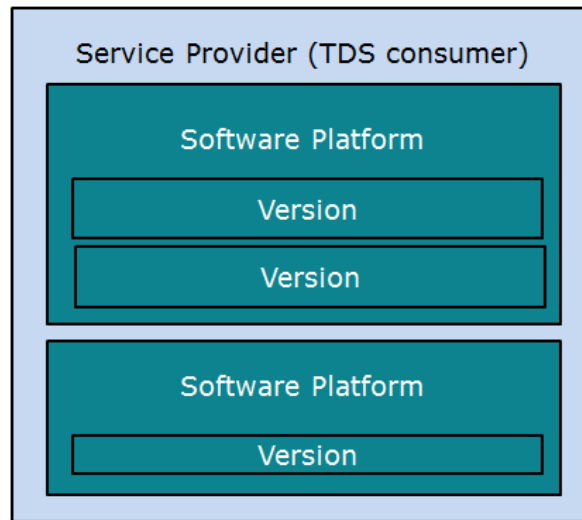 Service Provider (TDS consumer)
Software Platform
Version
Version
Software Platform
Version